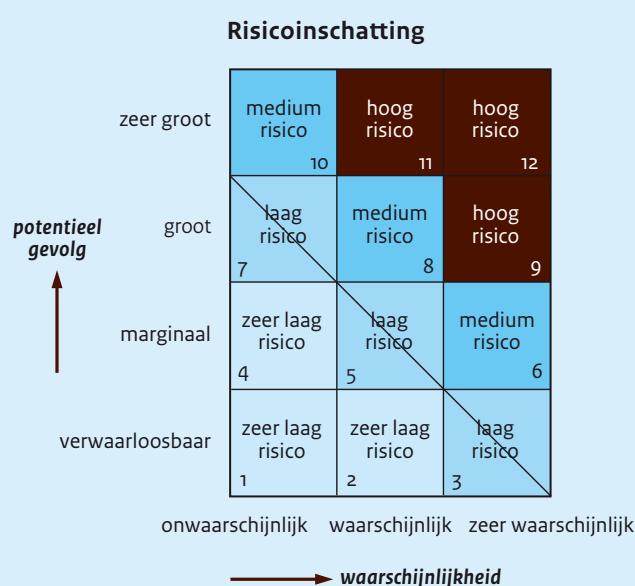 Risicoinschatting
zeer groot
medium
risico
10
hoog
risico
11
hoog
risico
12
potentieel
gevolg
groot
laag
risico
7
medium
risico
8
hoog
risico
9
marginaal
zeer laag
risico
4
laag
risico
5
medium
risico
6
verwaarloosbaar
zeer laag
risico
1
zeer laag
risico
2
laag
risico
3
onwaarschijnlijk waarschijnlijk zeer waarschijnlijk
waarschijnlijkheid